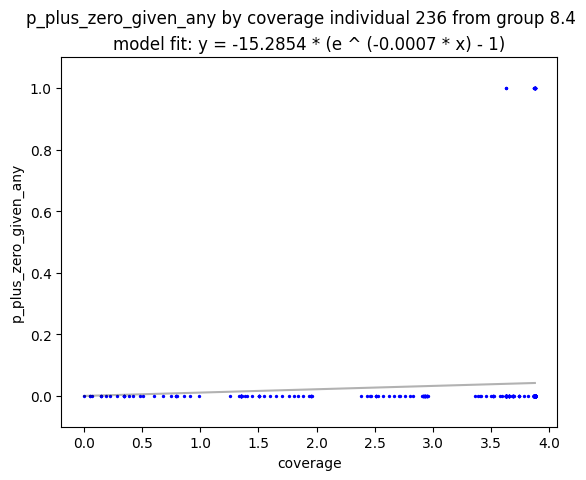 p_plus_zero_given_any by coverage individual 236 from group 8.4
model fit: y = -15.2854 * (e ^ (-0.0007 * x) - 1)
1.0
0.8
0.6
0.4
0.2
0.0
p_plus_zero_given_any
0.0 0.5 1.0 1.5 2.0 2.5 3.0 3.5 4.0
coverage